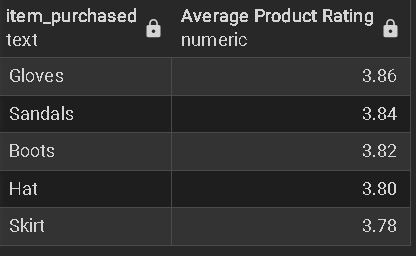 item_purchased Average Product Rating
text numeric
Gloves 3.86
Sandals 3.84
Boots 3.82
Hat 3.80
Skirt 3.78